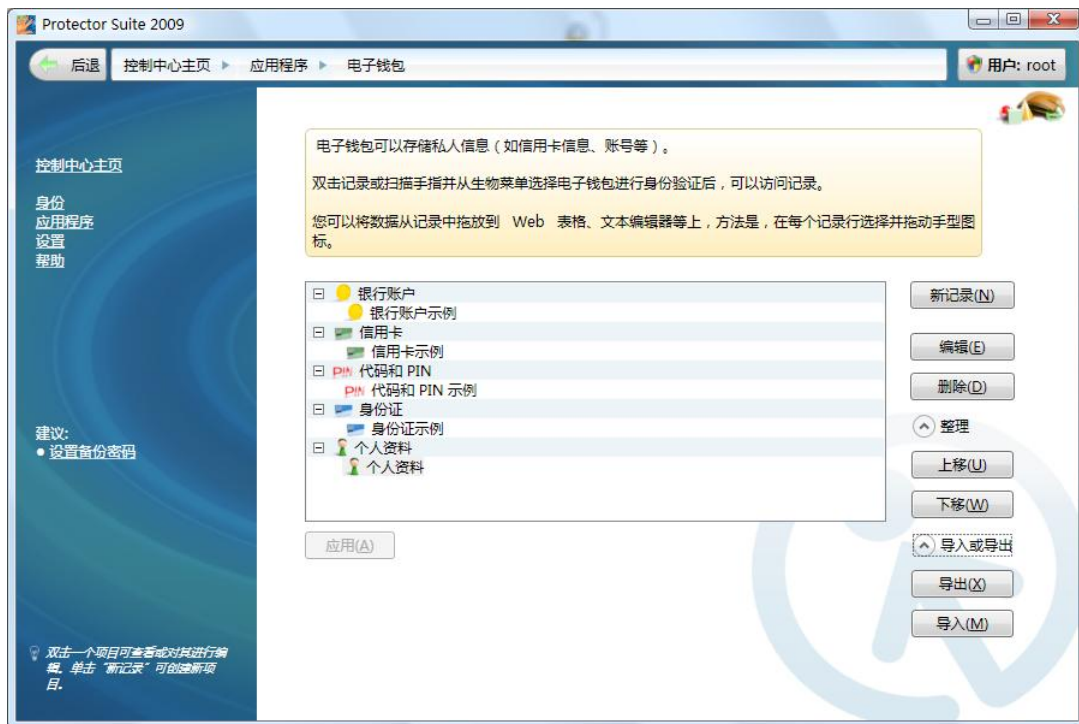 Protector Suite 2009
后退 控制中心主页 应用程序 电子钱包 用户: root
控制中心主页
身份
应用程序
设置
帮助
建议:
设置备份密码
双击一个项目可查看或对其进行编
辑。单击“新记录”可创建新项
目。
电子钱包可以存储私人信息(如信用卡信息、账号等)。
双击记录或扫描手指并从生物菜单选择电子钱包进行身份验证后,可以访问记录。
您可以将数据从记录中拖放到 Web 表格、文本编辑器等上,方法是,在每个记录行选择并拖动手型图
标。
银行账户
银行账户示例
信用卡
信用卡示例
PIN 代码和 PIN
PIN 代码和 PIN 示例
身份证
身份证示例
个人资料
个人资料
应用(A)
新记录(N)
编辑(E)
删除(D)
整理
上移(U)
下移(W)
导入或导出
导出(X)
导入(M)